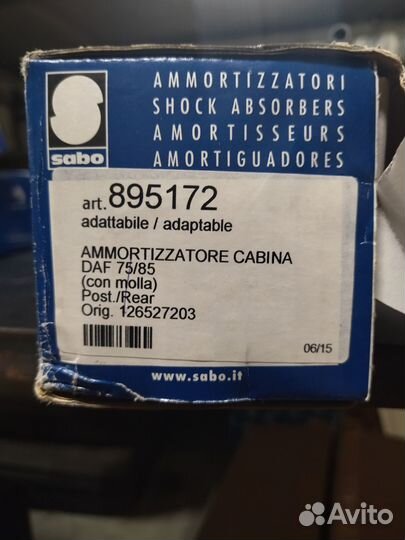 sabo
AMMORTIZZATORI
SHOCK ABSORBERS
AMORTISSEURS
AMORTIGUADORES
art. 895172
adattabile / adaptable
AMMORTIZZATORE CABINA
DAF 75/85
(con molla)
Post./Rear
Orig. 126527203
06/15
www.sabo.it
Avito